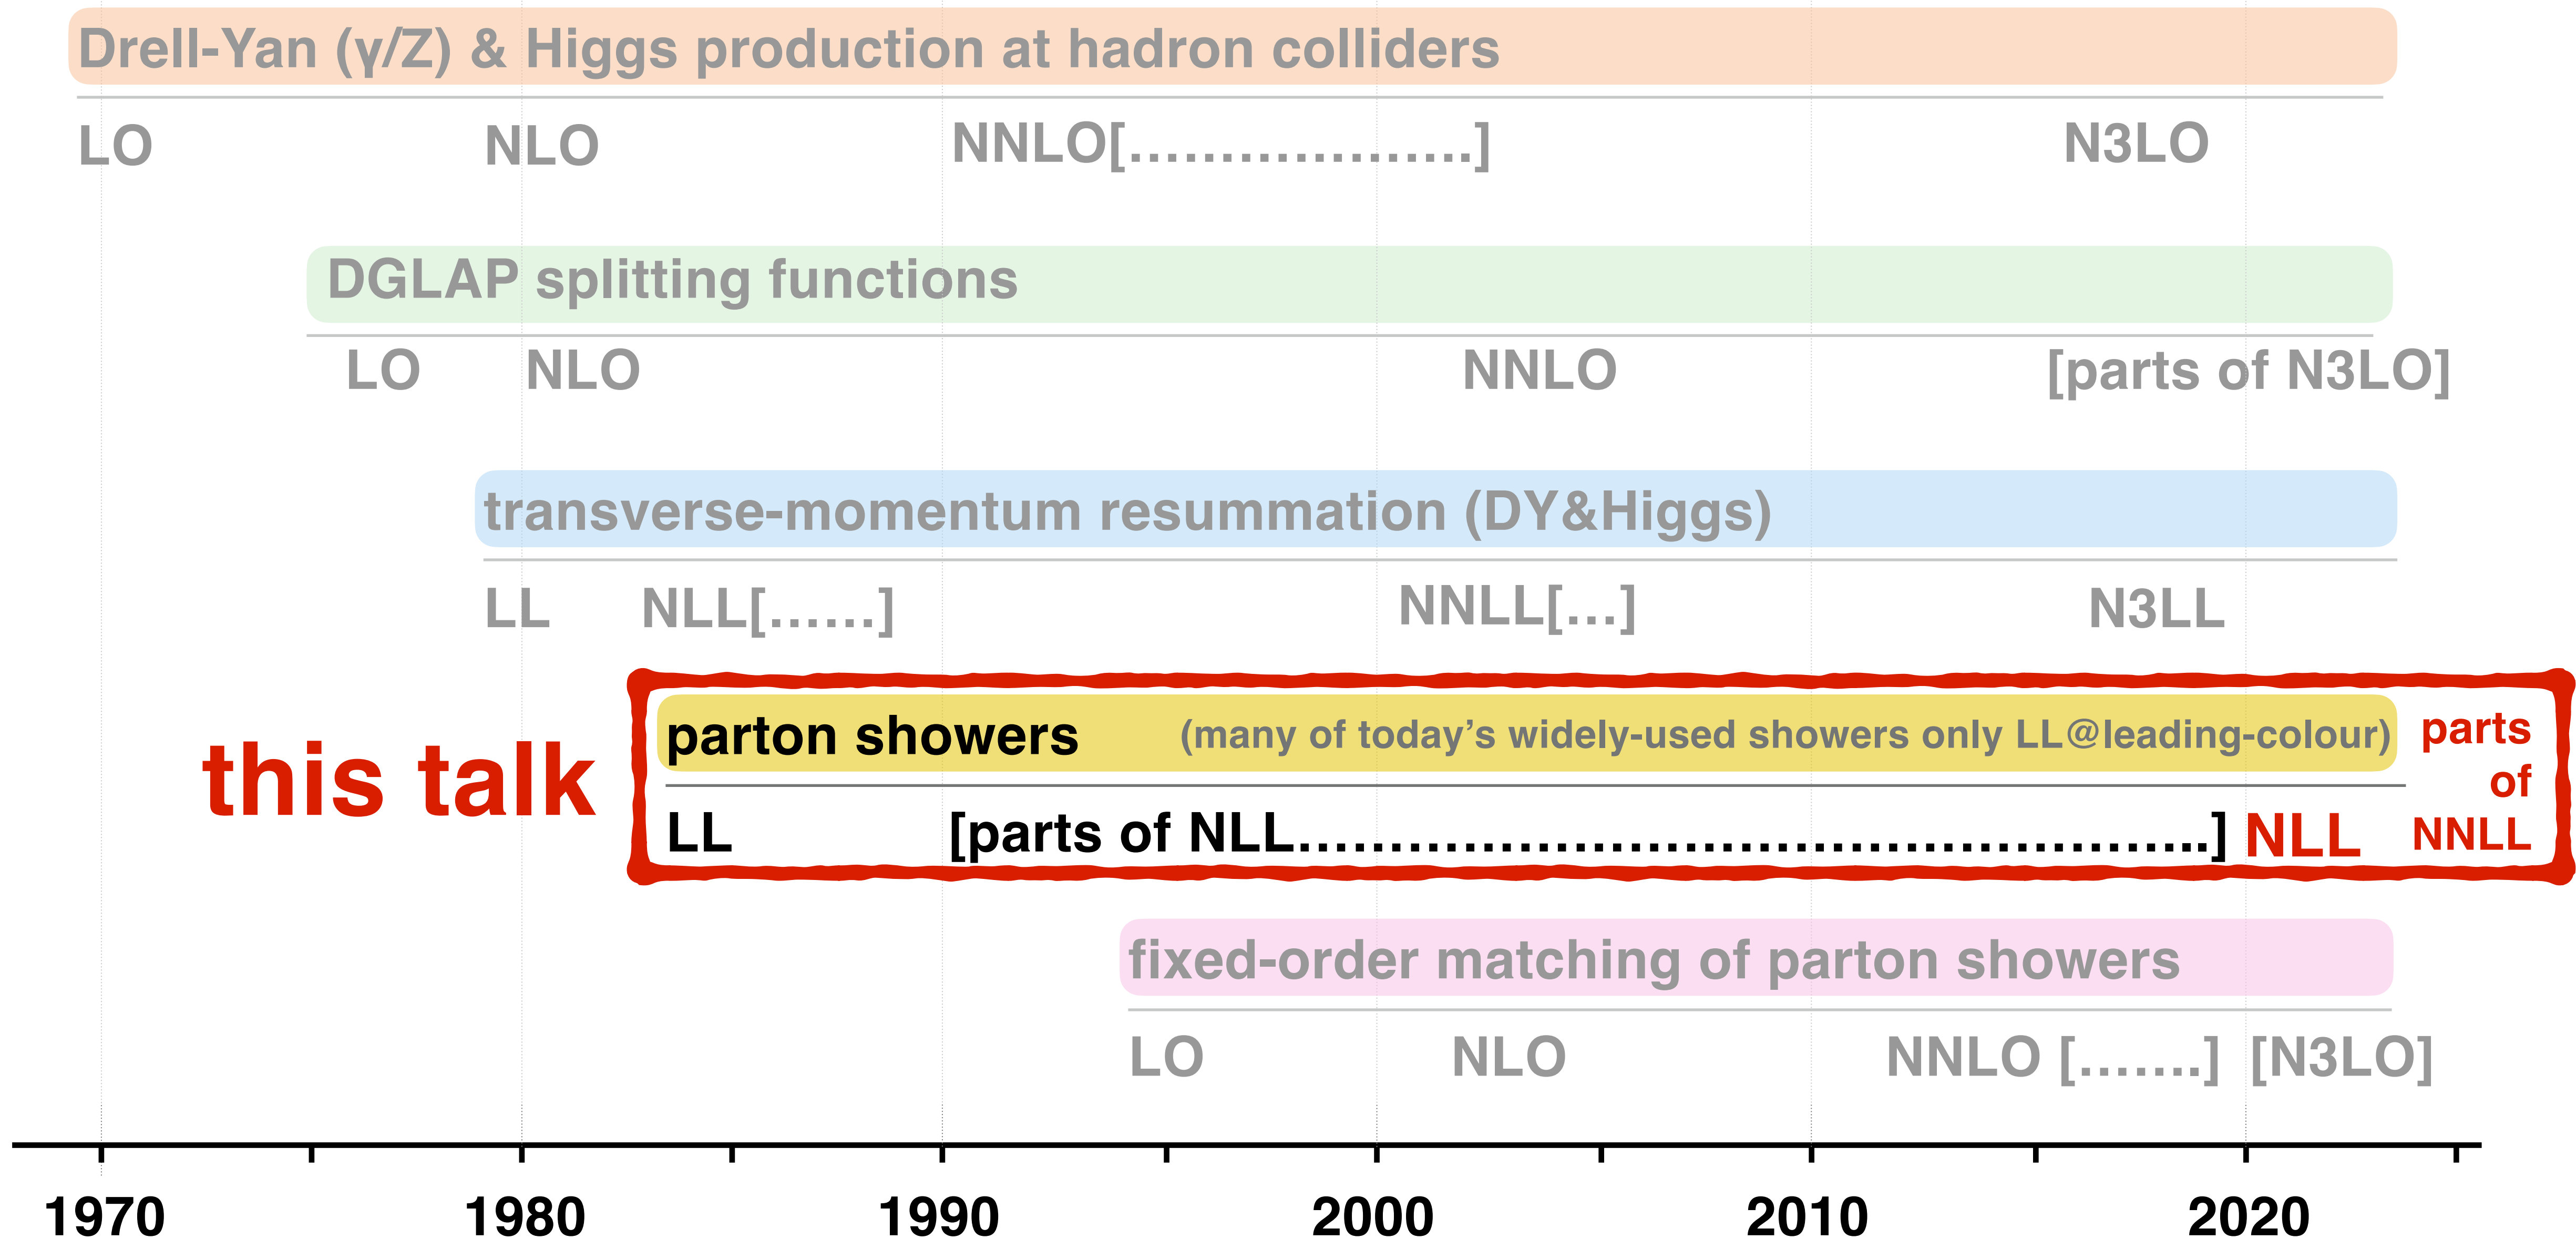 Drell-Yan (γ/Z) & Higgs production at hadron colliders
LO NLO NNLO[...................] N3LO
DGLAP splitting functions
LO NLO NNLO [parts of N3LO]
transverse-momentum resummation (DY&Higgs)
LL NLL[......] NNLL[...] N3LL
this talk
parton showers (many of today’s widely-used showers only LL@leading-colour)
LL [parts of NLL..................................................] NLL
parts
of
NNLL
fixed-order matching of parton showers
LO NLO NNLO [.......] [N3LO]
1970 1980 1990 2000 2010 2020